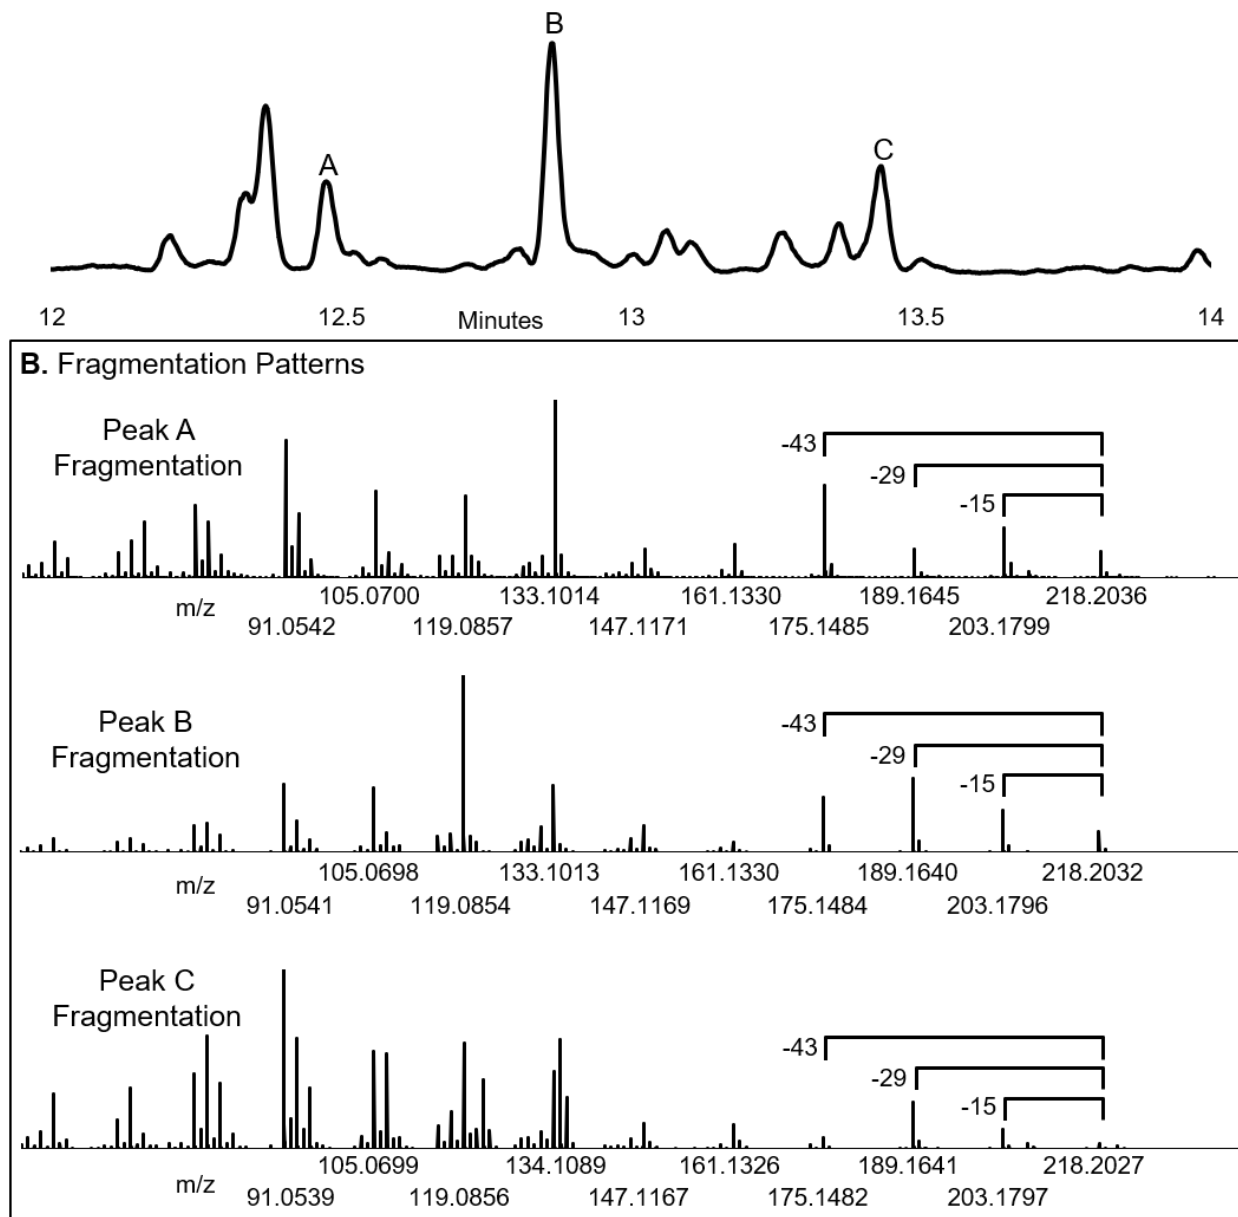 B
A
C
12 12.5 Minutes 13 13.5 14
B. Fragmentation Patterns
Peak A
Fragmentation
-43
-29
-15
m/z
105.0700 133.1014 161.1330 189.1645 218.2036
91.0542 119.0857 147.1171 175.1485 203.1799
Peak B
Fragmentation
-43
-29
-15
m/z
105.0698 133.1013 161.1330 189.1640 218.2032
91.0541 119.0854 147.1169 175.1484 203.1796
Peak C
Fragmentation
-43
-29
-15
m/z
105.0699 134.1089 161.1326 189.1641 218.2027
91.0539 119.0856 147.1167 175.1482 203.1797